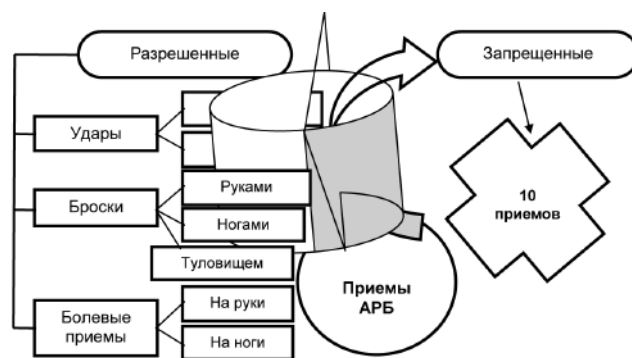 Разрешенные
Запрещенные
Удары
Броски
Руками
Ногами
Туловищем
Болевые
приемы
На руки
На ноги
Приемы
АРБ
10
приемов